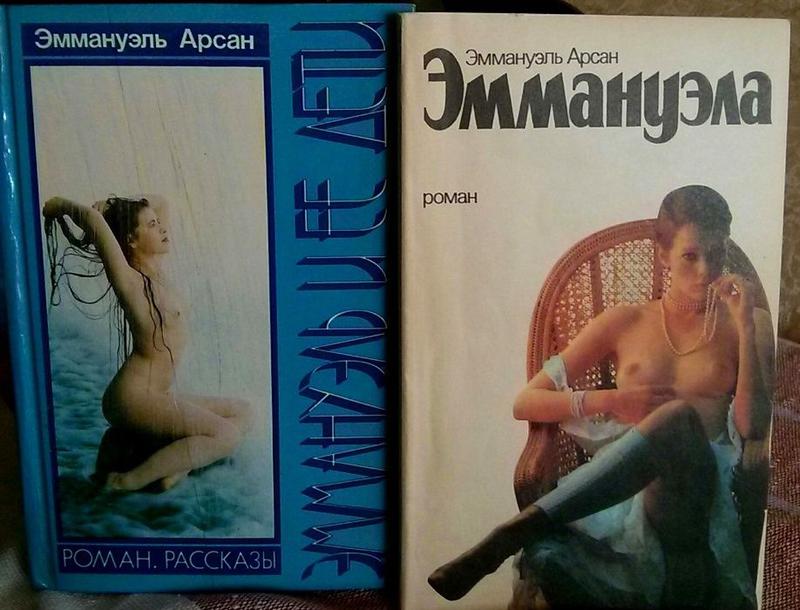 Эммануэль Арсан
ЭММАНУЭЛЬ И ЕЕ ДЕТИ
РОМАН. РАССКАЗЫ
Эммануэль Арсан
Эммануэла
роман